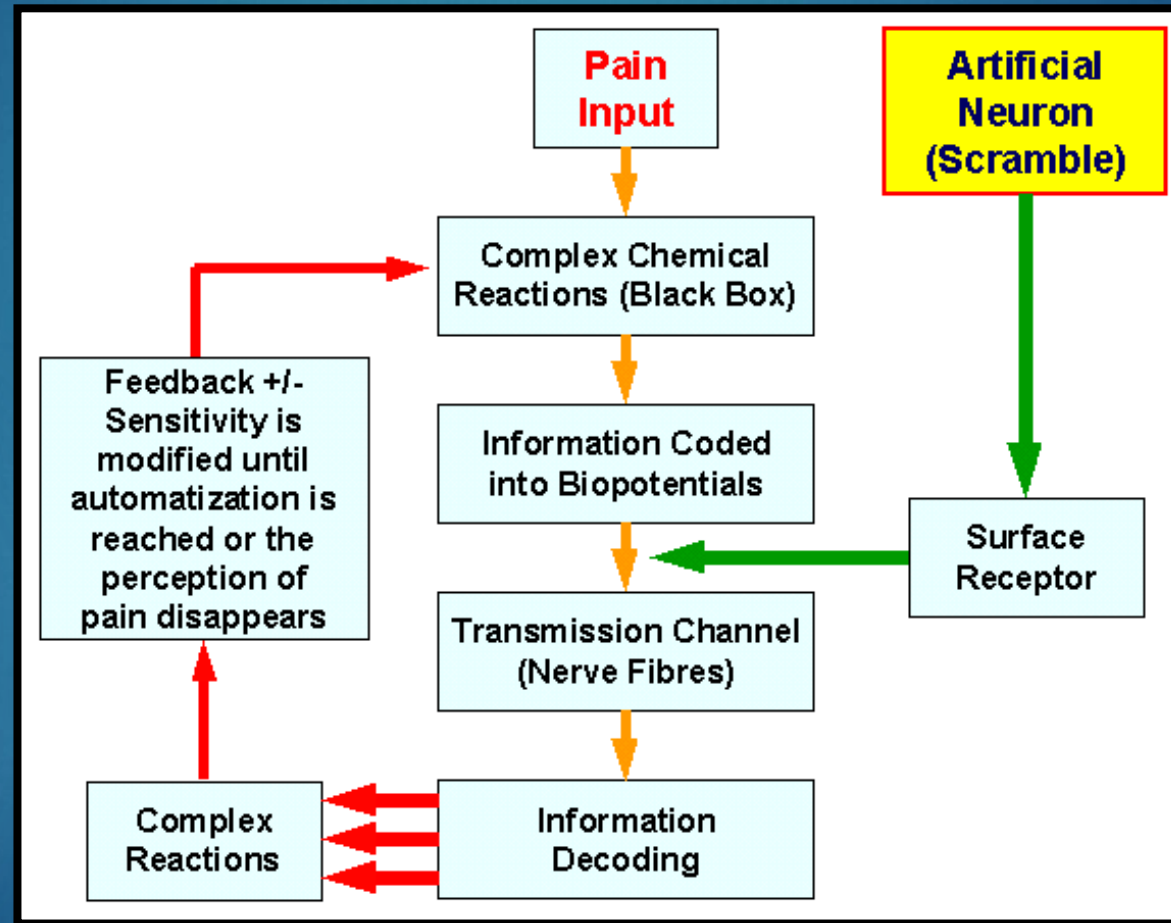 Pain
Input
Artificial
Neuron
(Scramble)
Complex Chemical
Reactions (Black Box)
Feedback +/-
Sensitivity is
modified until
automatization is
reached or the
perception of
pain disappears
Information Coded
into Biopotentials
Surface
Receptor
Transmission Channel
(Nerve Fibres)
Complex
Reactions
Information
Decoding